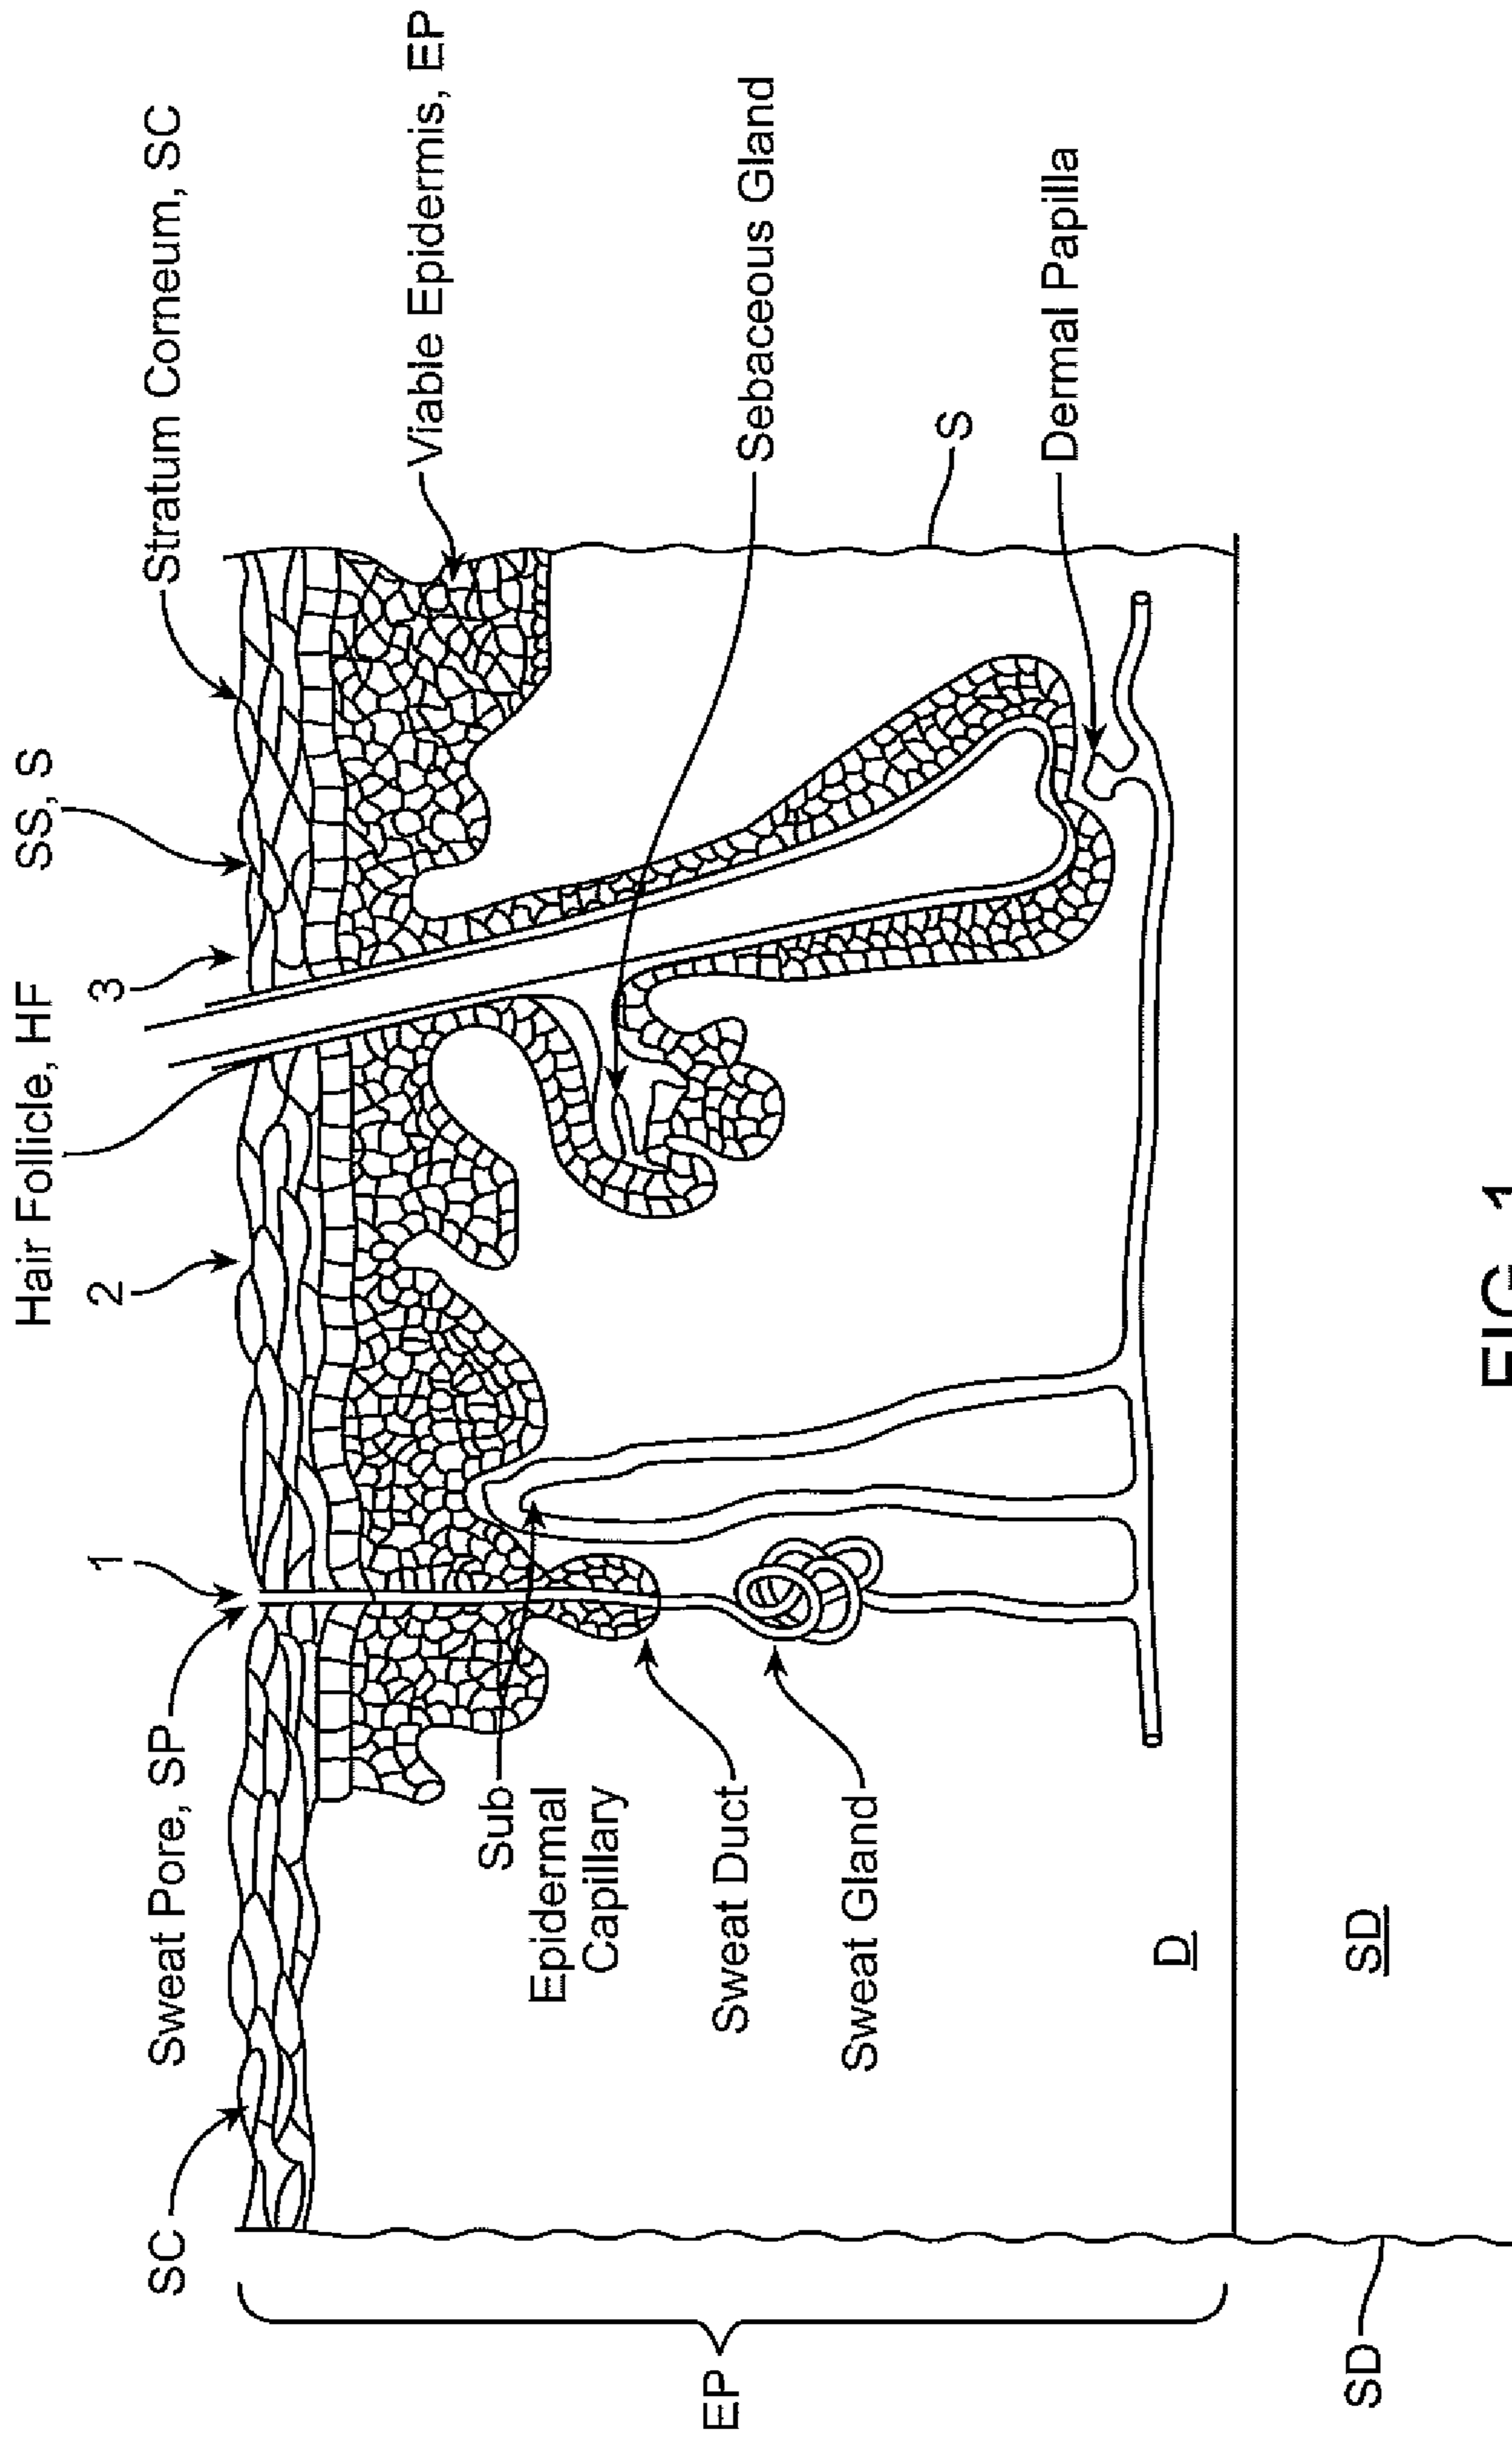 Hair Follicle, HF
SS, S
2
3
1
SC
Sweat Pore, SP
Stratum Corneum, SC
Viable Epidermis, EP
Sub
Epidermal
Capillary
Sweat Duct
Sweat Gland
Sebaceous Gland
S
Dermal Papilla
EP
D
SD
SD
FIG. 1